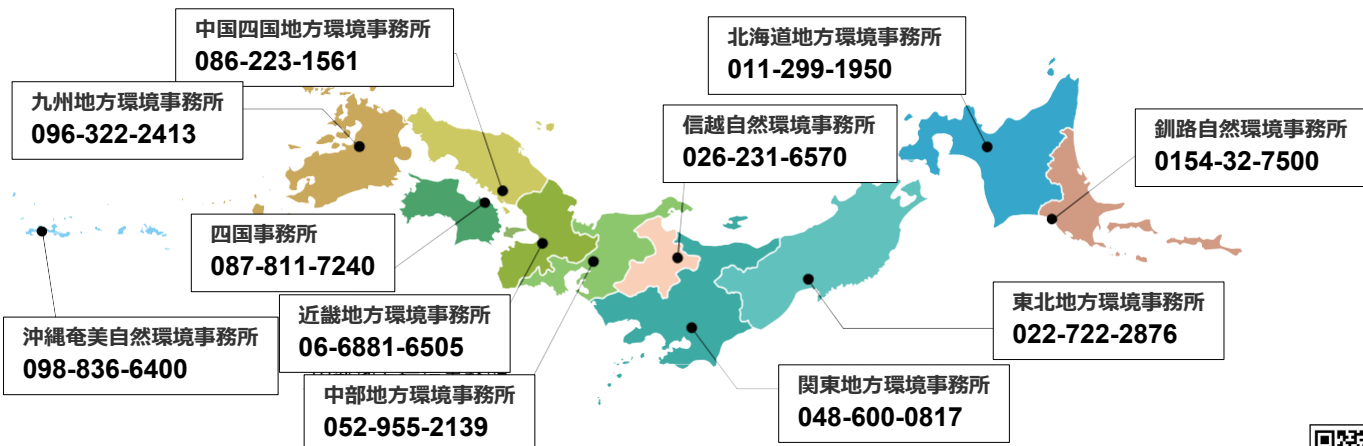 中国四国地方環境事務所
086-223-1561
北海道地方環境事務所
011-299-1950
九州地方環境事務所
096-322-2413
信越自然環境事務所
026-231-6570
釧路自然環境事務所
0154-32-7500
四国事務所
087-811-7240
近畿地方環境事務所
06-6881-6505
東北地方環境事務所
022-722-2876
沖縄奄美自然環境事務所
098-836-6400
中部地方環境事務所
052-955-2139
関東地方環境事務所
048-600-0817